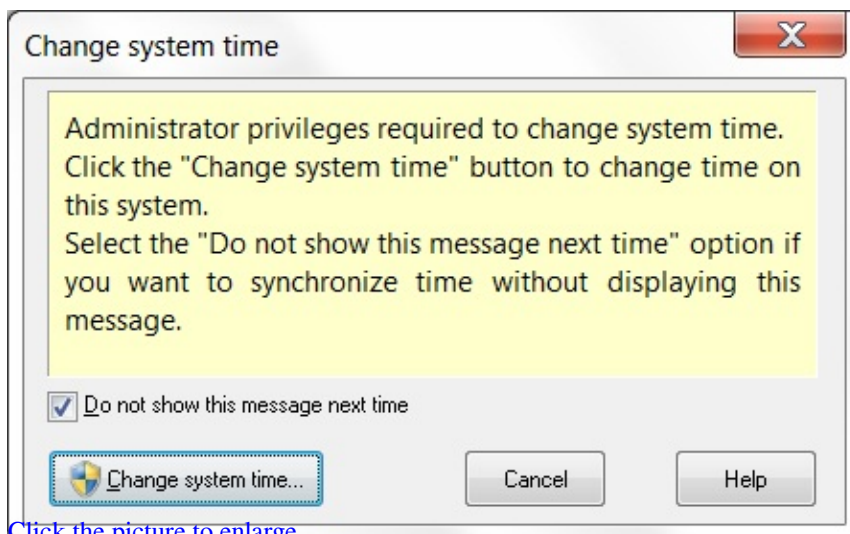 Change system time
Administrator privileges required to change system time.
Click the "Change system time" button to change time on
this system.
Select the "Do not show this message next time" option if
you want to synchronize time without displaying this
message.
Do not show this message next time
Change system time...
Cancel
Help
Click the picture to enlarge